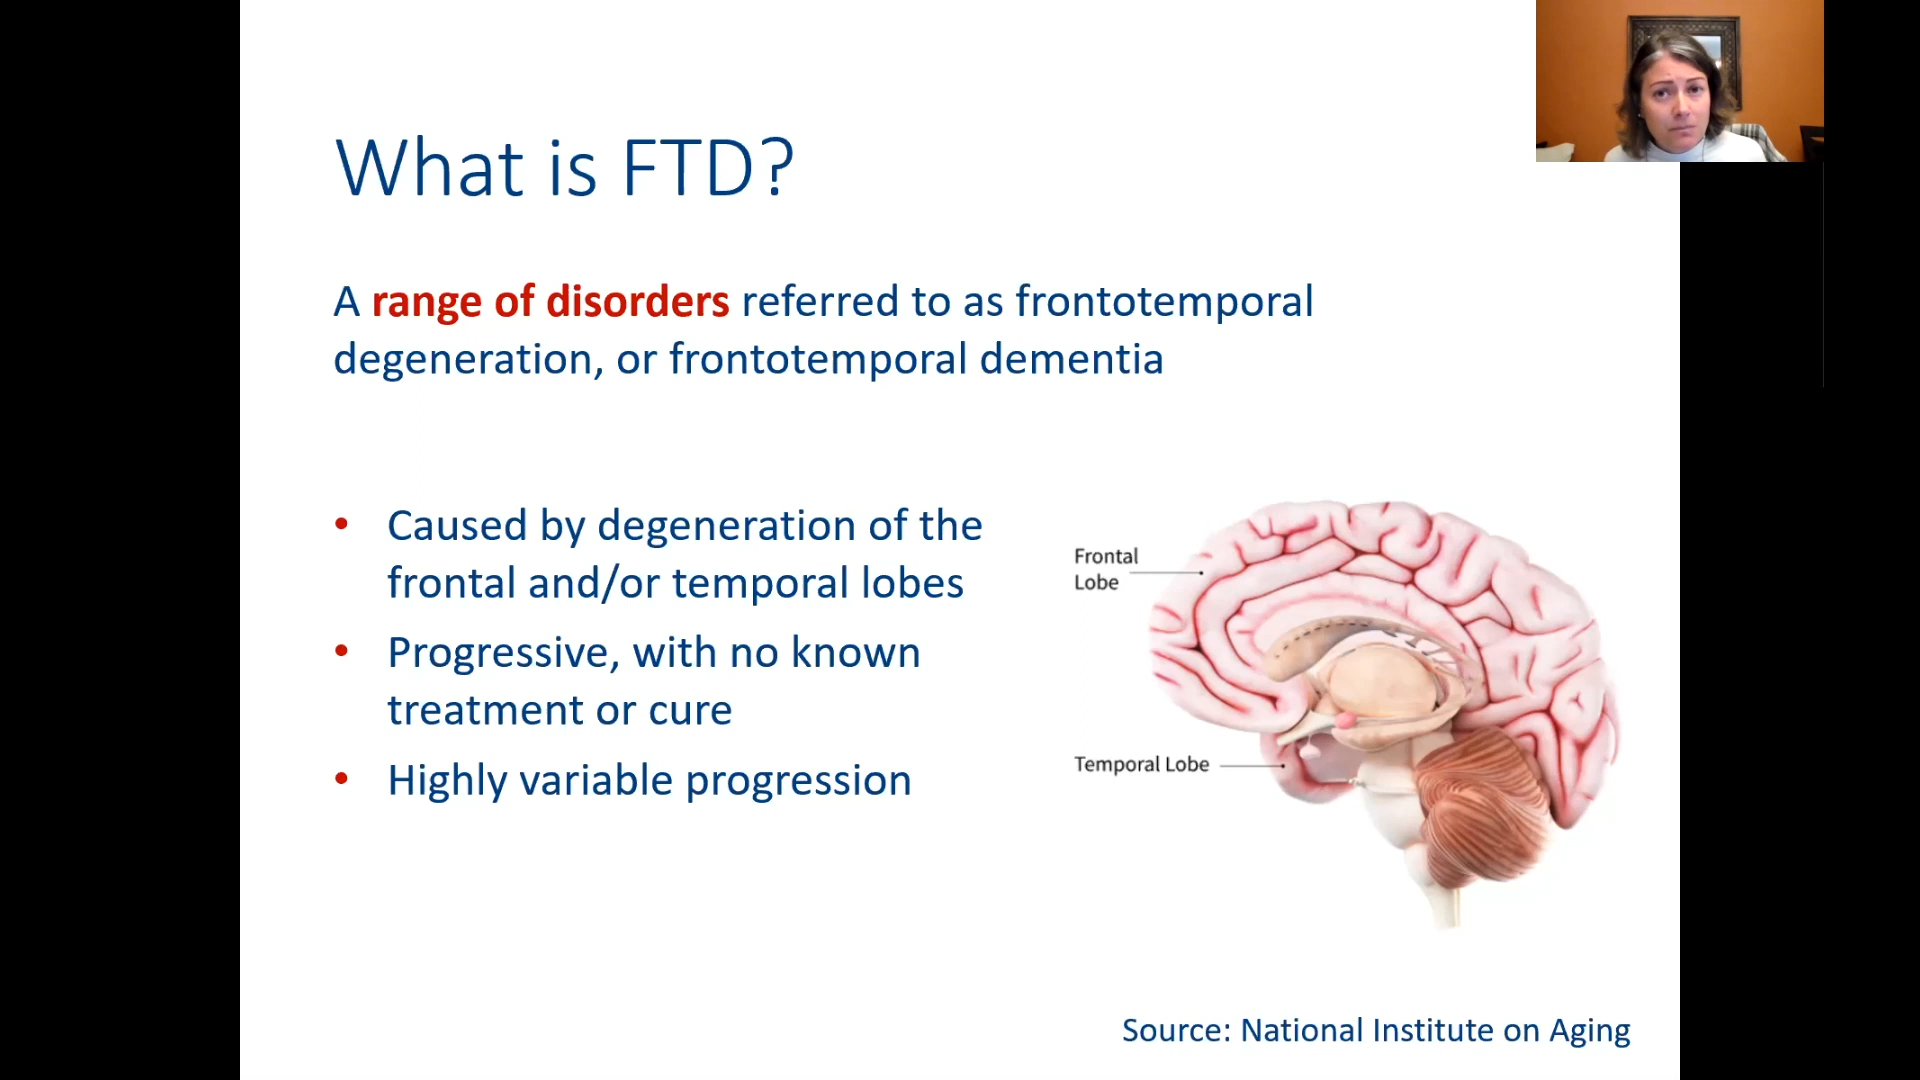 What is FTD?
A range of disorders referred to as frontotemporal
degeneration, or frontotemporal dementia
• Caused by degeneration of the
frontal and/or temporal lobes
• Progressive, with no known
treatment or cure
• Highly variable progression
Frontal
Lobe
Temporal Lobe
Source: National Institute on Aging